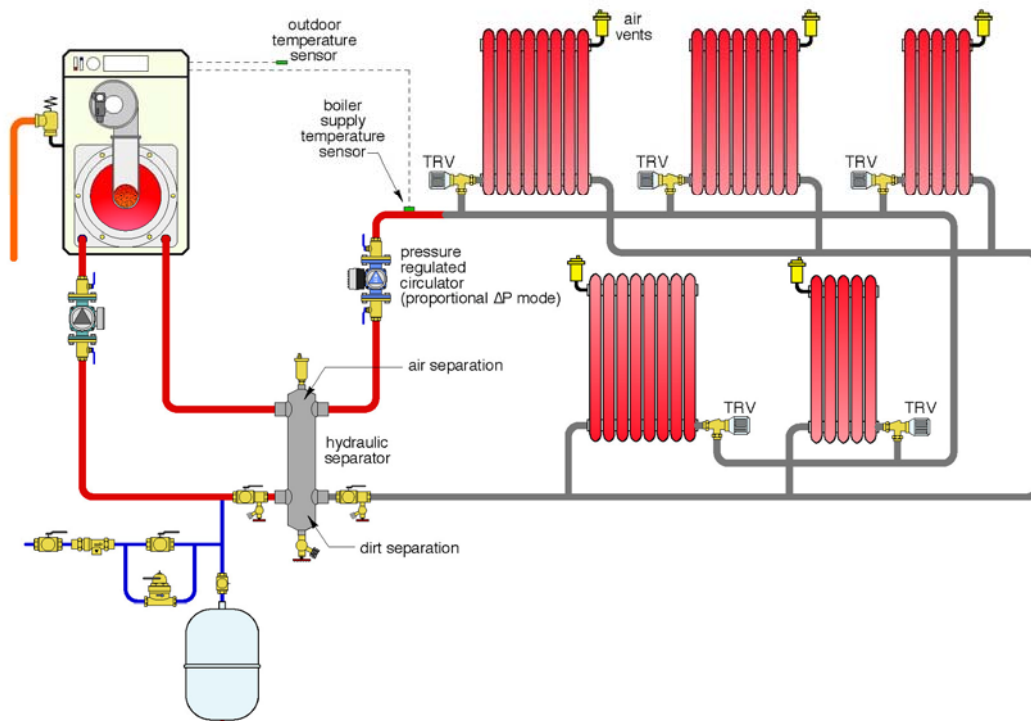 outdoor
temperature
sensor
air
vents
boiler
supply
temperature
sensor
TRV
TRV
TRV
pressure
regulated
circulator
(proportional ΔP mode)
air separation
hydraulic
separator
TRV
TRV
dirt separation